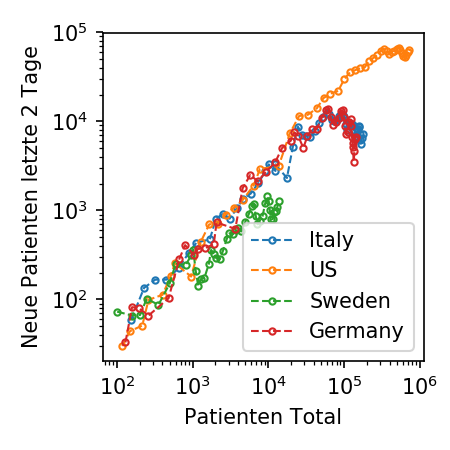 Neue Patienten letzte 2 Tage
10^5
10^4
10^3
10^2
Italy
US
Sweden
Germany
10^2 10^3 10^4 10^5 10^6
Patienten Total